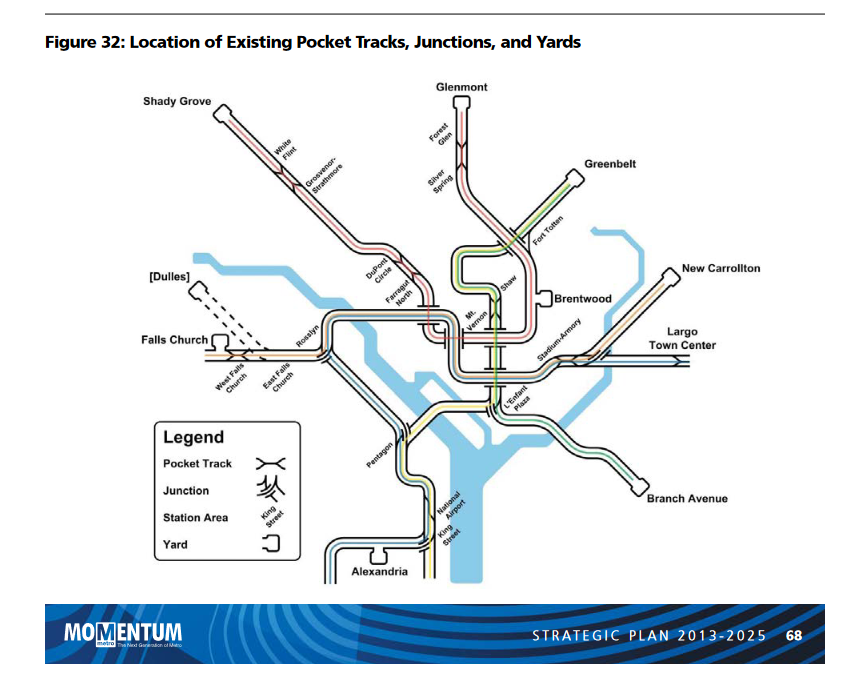 Figure 32: Location of Existing Pocket Tracks, Junctions, and Yards
Glenmont
Shady Grove
Forest
Glen
White
Flint
Grosvenor-
Strathmore
Silver
Spring
Greenbelt
Fort Totten
DuPont
Circle
Farragut
North
[Dulles]
New Carrollton
Shaw
Brentwood
Mt.
Vernon
Stadium-Armory
Largo
Town Center
Falls Church
Rosslyn
West Falls
Church
East Falls
Church
L'Enfant
Plaza
Pentagon
Legend
Pocket Track
Junction
Station Area
King
Street
Yard
National
Airport
King
Street
Branch Avenue
Alexandria
MOMENTUM
metro
The Next Generation of Metro
STRATEGIC PLAN 2013-2025 68